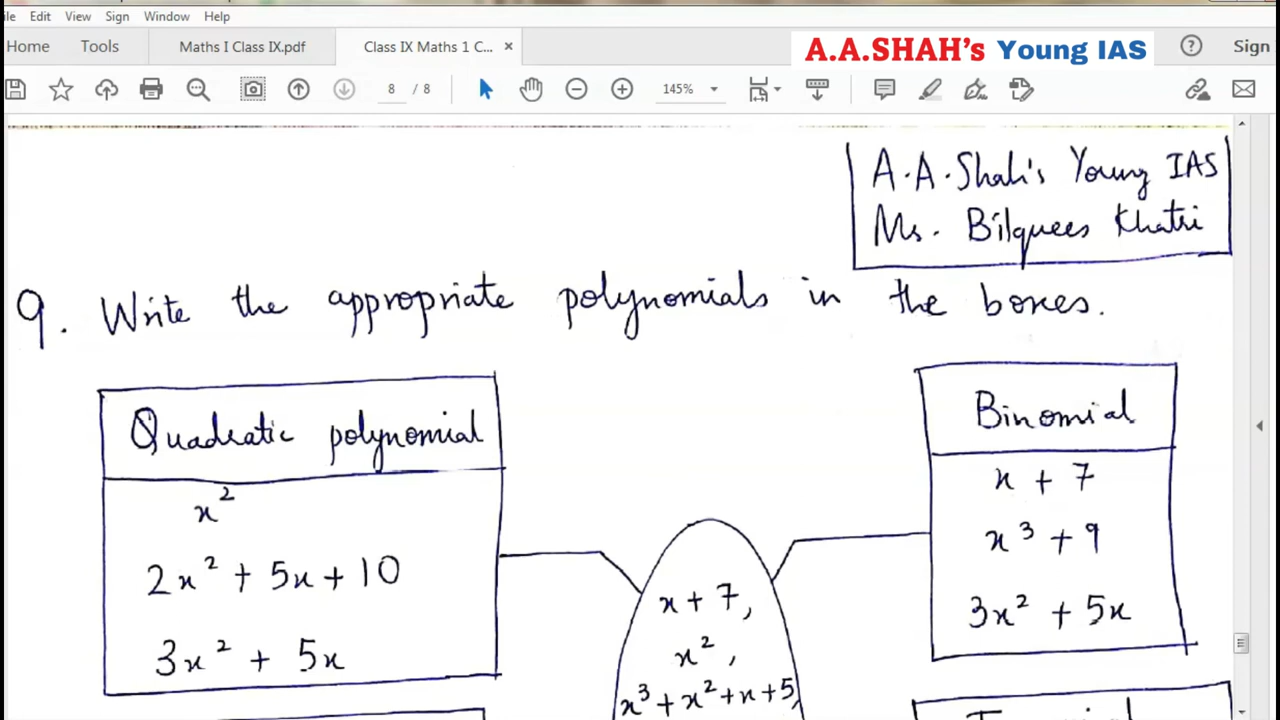 ile Edit View Sign Window Help
Home Tools Maths I Class IX.pdf Class IX Maths 1 C... × A.A.SHAH's Young IAS Sign
8 / 8 145%
A.A.Shah's Young IAS
Ms. Bilquees Khatri
9. Write the appropriate polynomials in the boxes.
Quadratic polynomial
x²
2x² + 5x + 10
3x² + 5x
Binomial
x + 7
x³ + 9
3x² + 5x
x + 7,
x²,
x³ + x² + x + 5,